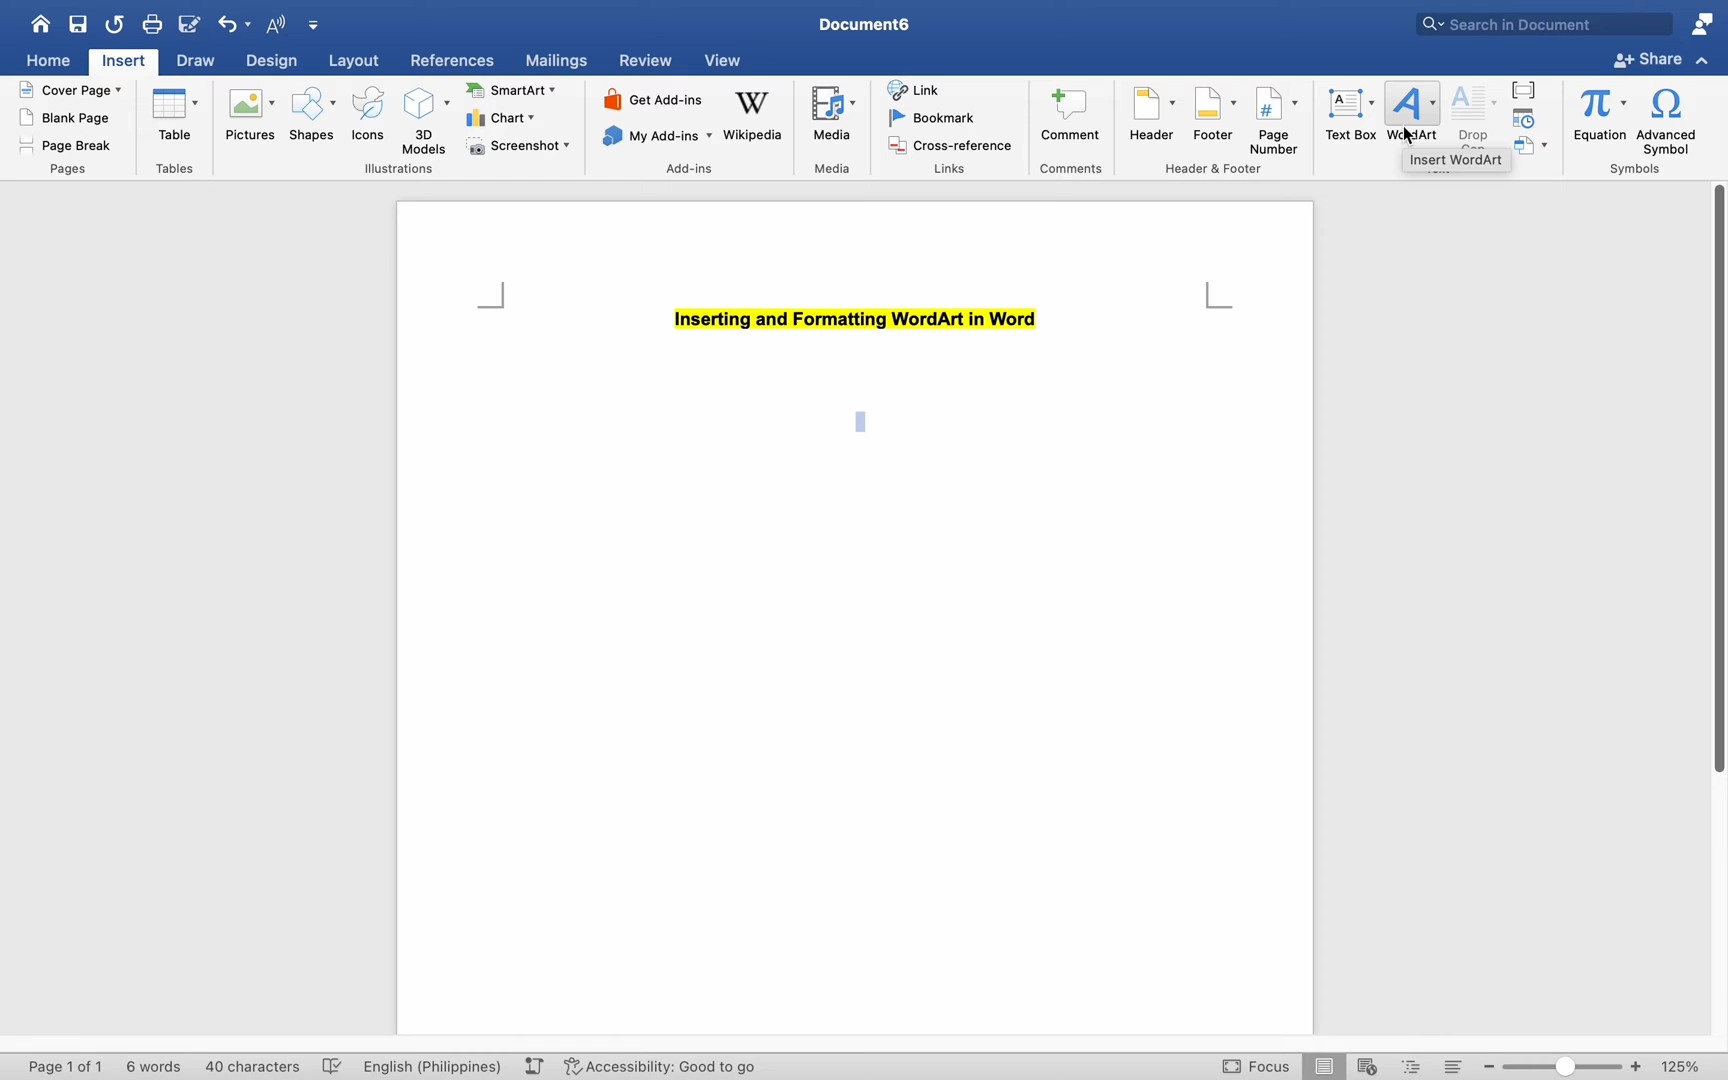 Document6
Search in Document
Home Insert Draw Design Layout References Mailings Review View
Share
Cover Page
Blank Page
Page Break
Pages
Table
Tables
Pictures
Shapes
Icons
3D
Models
SmartArt
Chart
Screenshot
Illustrations
Get Add-ins
My Add-ins
W
Wikipedia
Add-ins
Media
Media
Link
Bookmark
Cross-reference
Links
Comment
Comments
Header
Footer
Page
Number
Header & Footer
Text Box
WordArt
Drop
Insert WordArt
Equation
Advanced
Symbol
Symbols
Inserting and Formatting WordArt in Word
Page 1 of 1 6 words 40 characters English (Philippines) Accessibility: Good to go
Focus
125%